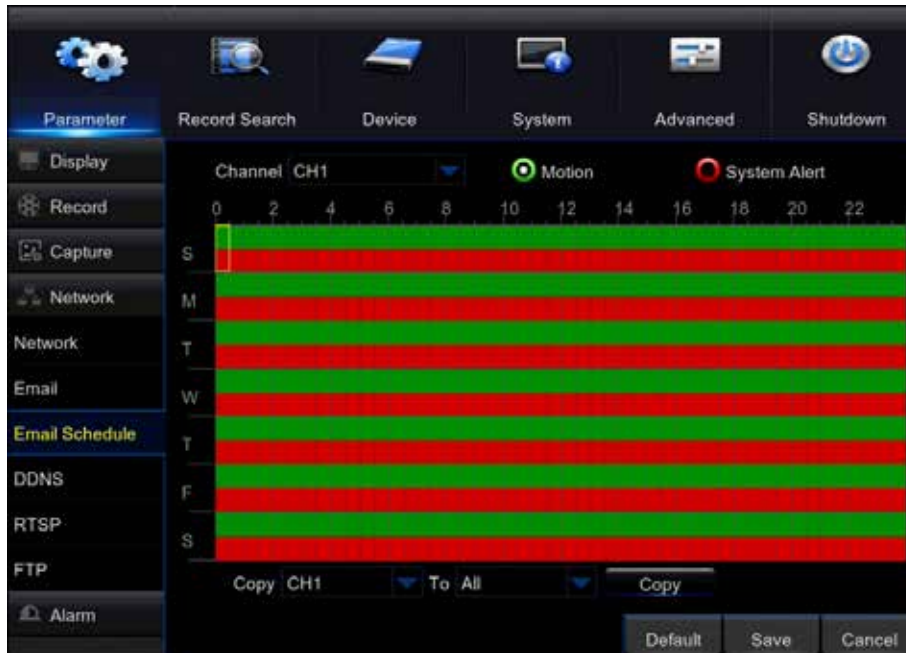 Parameter Record Search Device System Advanced Shutdown
Display
Record
Capture
Network
Network
Email
Email Schedule
DDNS
RTSP
FTP
Alarm
Channel CH1 Motion System Alert
0 2 4 6 8 10 12 14 16 18 20 22
S
M
T
W
T
F
S
Copy CH1 To All Copy
Default Save Cancel